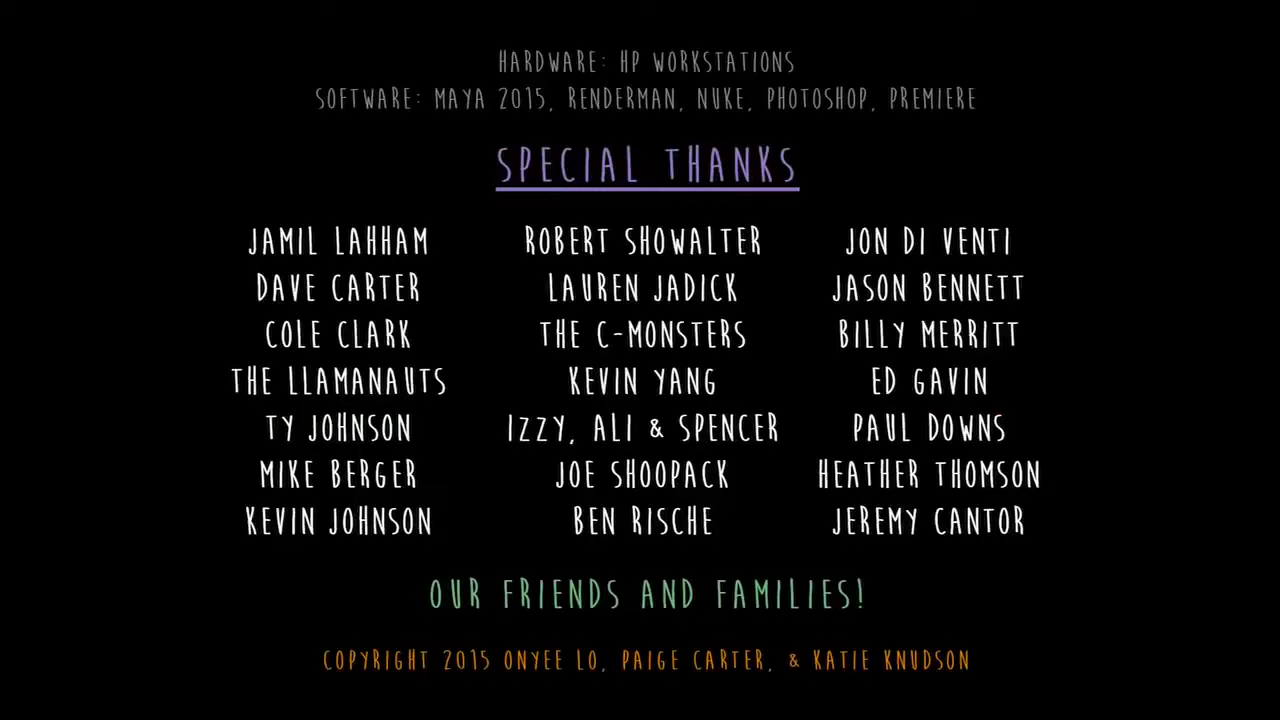 HARDWARE: HP WORKSTATIONS
SOFTWARE: MAYA 2015, RENDERMAN, NUKE, PHOTOSHOP, PREMIERE
SPECIAL THANKS
JAMIL LAHHAM ROBERT SHOWALTER JON DI VENTI
DAVE CARTER LAUREN JADICK JASON BENNETT
COLE CLARK THE C-MONSTERS BILLY MERRITT
THE LLAMANAUTS KEVIN YANG ED GAVIN
TY JOHNSON IZZY, ALI & SPENCER PAUL DOWNS
MIKE BERGER JOE SHOOPACK HEATHER THOMSON
KEVIN JOHNSON BEN RISCHE JEREMY CANTOR
OUR FRIENDS AND FAMILIES!
COPYRIGHT 2015 ONYEE LO, PAIGE CARTER, & KATIE KNUDSON